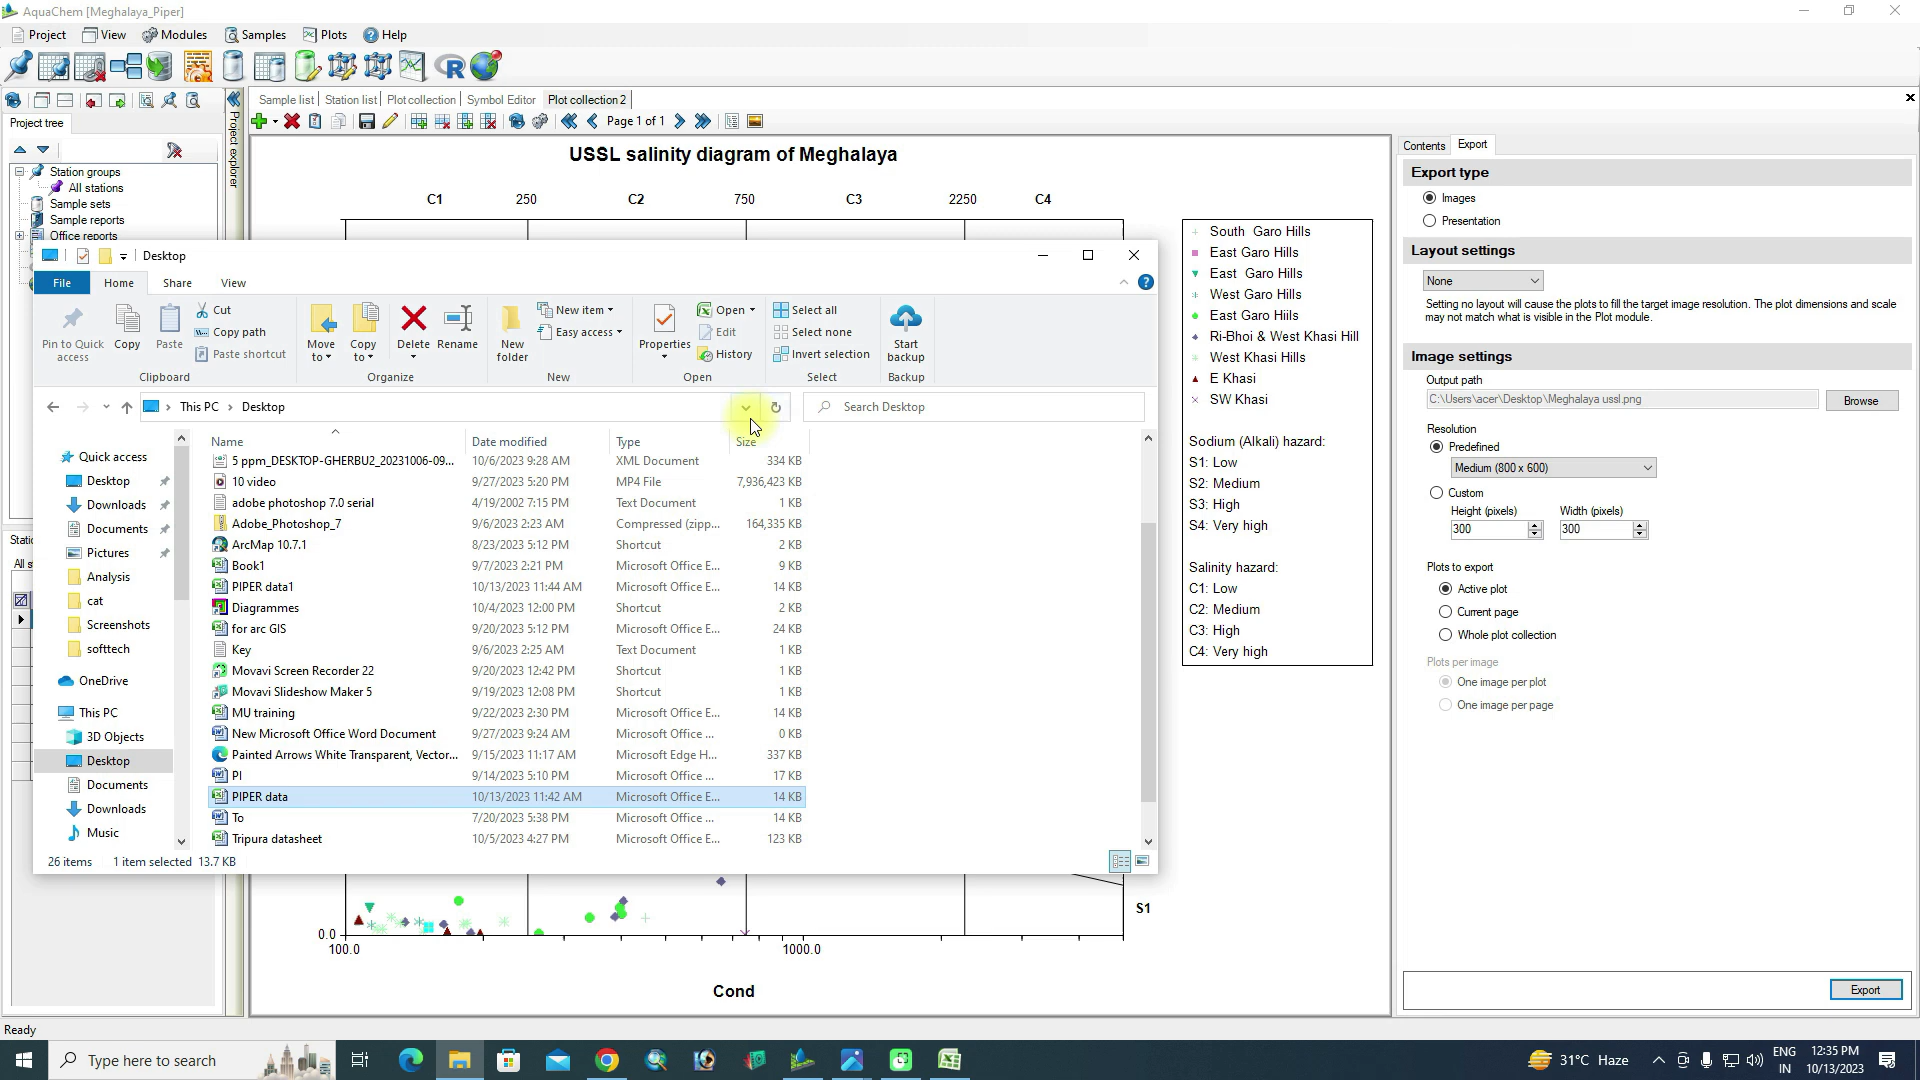 AquaChem [Meghalaya_Piper]
Project View Modules Samples Plots Help
Project tree
Project explorer
Station groups
All stations
Sample sets
Sample reports
Office reports
Sample list Station list Plot collection Symbol Editor Plot collection 2
Page 1 of 1
USSL salinity diagram of Meghalaya
C1 250 C2 750 C3 2250 C4
South Garo Hills
East Garo Hills
East Garo Hills
West Garo Hills
East Garo Hills
Ri-Bhoi & West Khasi Hill
West Khasi Hills
E Khasi
SW Khasi
Sodium (Alkali) hazard:
S1: Low
S2: Medium
S3: High
S4: Very high
Salinity hazard:
C1: Low
C2: Medium
C3: High
C4: Very high
S1
0.0
100.0 1000.0
Cond
Contents Export
Export type
Images
Presentation
Layout settings
None
Setting no layout will cause the plots to fill the target image resolution. The plot dimensions and scale
may not match what is visible in the Plot module.
Image settings
Output path
C:\Users\acer\Desktop\Meghalaya ussl.png
Browse
Resolution
Predefined
Medium (800 x 600)
Custom
Height (pixels) Width (pixels)
300 300
Plots to export
Active plot
Current page
Whole plot collection
Plots per image
One image per plot
One image per page
Export
Desktop
File Home Share View
Pin to Quick access
Copy
Paste
Cut
Copy path
Paste shortcut
Clipboard
Move to
Copy to
Delete
Rename
Organize
New folder
New item
Easy access
New
Properties
Open
Edit
History
Open
Select all
Select none
Invert selection
Select
Start backup
Backup
This PC Desktop
Search Desktop
Quick access
Desktop
Downloads
Documents
Pictures
Analysis
cat
Screenshots
softtech
OneDrive
This PC
3D Objects
Desktop
Documents
Downloads
Music
Name Date modified Type Size
5 ppm_DESKTOP-GHERBU2_20231006-09... 10/6/2023 9:28 AM XML Document 334 KB
10 video 9/27/2023 5:20 PM MP4 File 7,936,423 KB
adobe photoshop 7.0 serial 4/19/2002 7:15 PM Text Document 1 KB
Adobe_Photoshop_7 9/6/2023 2:23 AM Compressed (zipp... 164,335 KB
ArcMap 10.7.1 8/23/2023 5:12 PM Shortcut 2 KB
Book1 9/7/2023 2:21 PM Microsoft Office E... 9 KB
PIPER data1 10/13/2023 11:44 AM Microsoft Office E... 14 KB
Diagrammes 10/4/2023 12:00 PM Shortcut 2 KB
for arc GIS 9/20/2023 5:12 PM Microsoft Office E... 24 KB
Key 9/6/2023 2:25 AM Text Document 1 KB
Movavi Screen Recorder 22 9/20/2023 12:42 PM Shortcut 1 KB
Movavi Slideshow Maker 5 9/19/2023 12:08 PM Shortcut 1 KB
MU training 9/22/2023 2:30 PM Microsoft Office E... 14 KB
New Microsoft Office Word Document 9/27/2023 9:24 AM Microsoft Office ... 0 KB
Painted Arrows White Transparent, Vector... 9/15/2023 11:17 AM Microsoft Edge H... 337 KB
PI 9/14/2023 5:10 PM Microsoft Office ... 17 KB
PIPER data 10/13/2023 11:42 AM Microsoft Office E... 14 KB
To 7/20/2023 5:38 PM Microsoft Office ... 14 KB
Tripura datasheet 10/5/2023 4:27 PM Microsoft Office E... 123 KB
26 items 1 item selected 13.7 KB
Ready
Type here to search
31°C Haze
ENG
IN
12:35 PM
10/13/2023